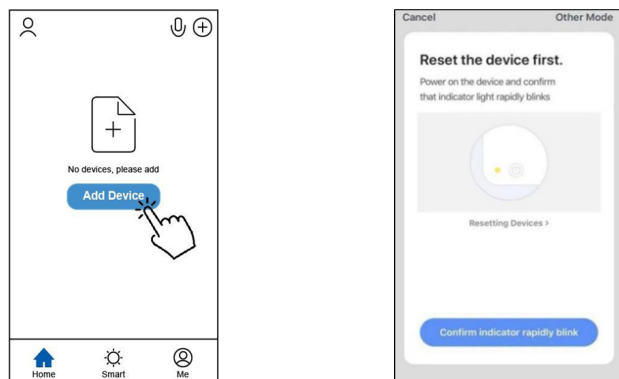 No devices, please add
Add Device
Home Smart Me
Cancel Other Mode
Reset the device first.
Power on the device and confirm
that indicator light rapidly blinks
Resetting Devices >
Confirm indicator rapidly blink